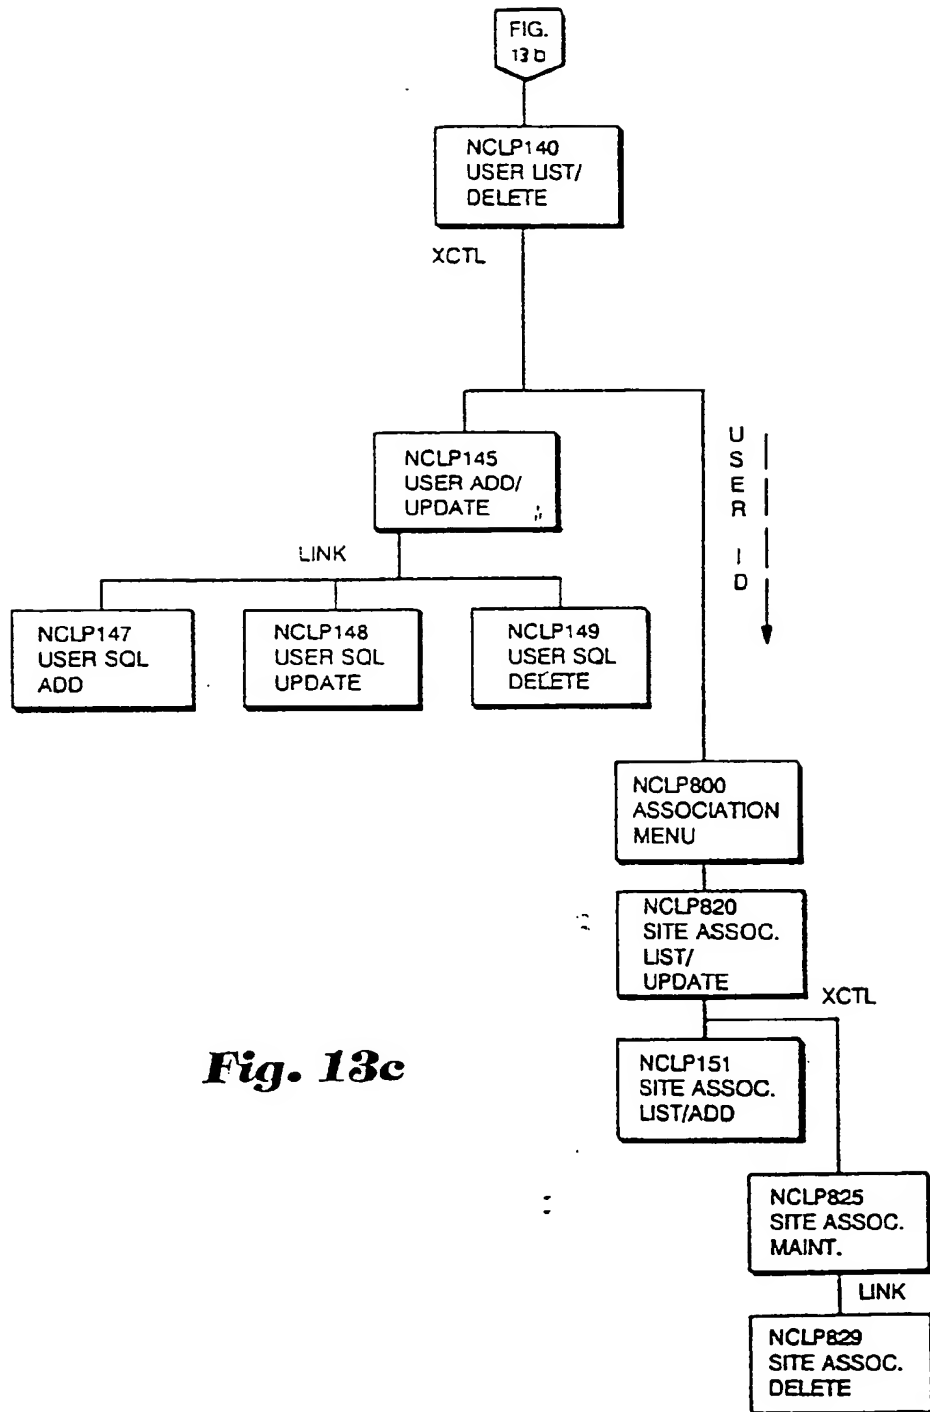 FIG.
13b
NCLP140
USER LIST/
DELETE
XCTL
NCLP145
USER ADD/
UPDATE
USER ID
LINK
NCLP147
USER SQL
ADD
NCLP148
USER SQL
UPDATE
NCLP149
USER SQL
DELETE
NCLP800
ASSOCIATION
MENU
NCLP820
SITE ASSOC.
LIST/
UPDATE
XCTL
NCLP151
SITE ASSOC.
LIST/ADD
Fig. 13c
NCLP825
SITE ASSOC.
MAINT.
LINK
NCLP829
SITE ASSOC.
DELETE